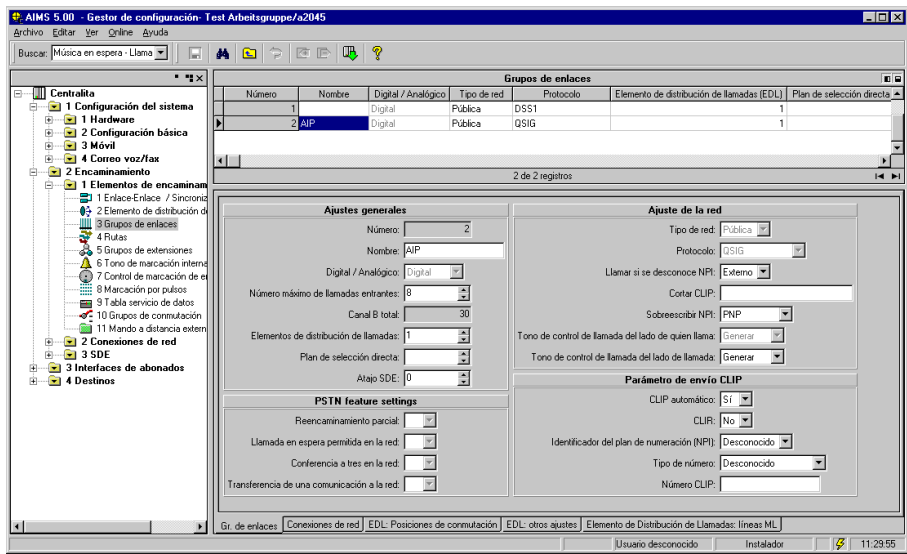 AIMS 5.00 - Gestor de configuración- Test Arbeitsgruppe/a2045
Archivo Editar Ver Online Ayuda
Buscar: Música en espera - Llama
Centralita
1 Configuración del sistema
1 Hardware
2 Configuración básica
3 Móvil
4 Correo voz/fax
2 Encaminamiento
1 Elementos de encaminam
1 Enlace-Enlace / Sincroniz
2 Elemento de distribución de
3 Grupos de enlaces
4 Rutas
5 Grupos de extensiones
6 Tono de marcación interna
7 Control de marcación de er
8 Marcación por pulsos
9 Tabla servicio de datos
10 Grupos de conmutación
11 Mando a distancia extern
2 Conexiones de red
3 SDE
3 Interfaces de abonados
4 Destinos
Grupos de enlaces
Número Nombre Digital / Analógico Tipo de red Protocolo Elemento de distribución de llamadas (EDL) Plan de selección directa
1 Digital Pública DSS1 1
2 AIP Digital Pública QSIG 1
2 de 2 registros
Ajustes generales
Número: 2
Nombre: AIP
Digital / Analógico: Digital
Número máximo de llamadas entrantes: 8
Canal B total: 30
Elementos de distribución de llamadas: 1
Plan de selección directa:
Atajo SDE: 0
PSTN feature settings
Reencaminamiento parcial:
Llamada en espera permitida en la red:
Conferencia a tres en la red:
Transferencia de una comunicación a la red:
Ajuste de la red
Tipo de red: Pública
Protocolo: QSIG
Llamar si se desconoce NPI: Externo
Cortar CLIP:
Sobreescribir NPI: PNP
Tono de control de llamada del lado de quien llama: Generar
Tono de control de llamada del lado de llamada: Generar
Parámetro de envío CLIP
CLIP automático: Sí
CLIR: No
Identificador del plan de numeración (NPI): Desconocido
Tipo de número: Desconocido
Número CLIP:
Gr. de enlaces Conexiones de red EDL: Posiciones de conmutación EDL: otros ajustes Elemento de Distribución de Llamadas: líneas ML
Usuario desconocido Instalador 11:29:55